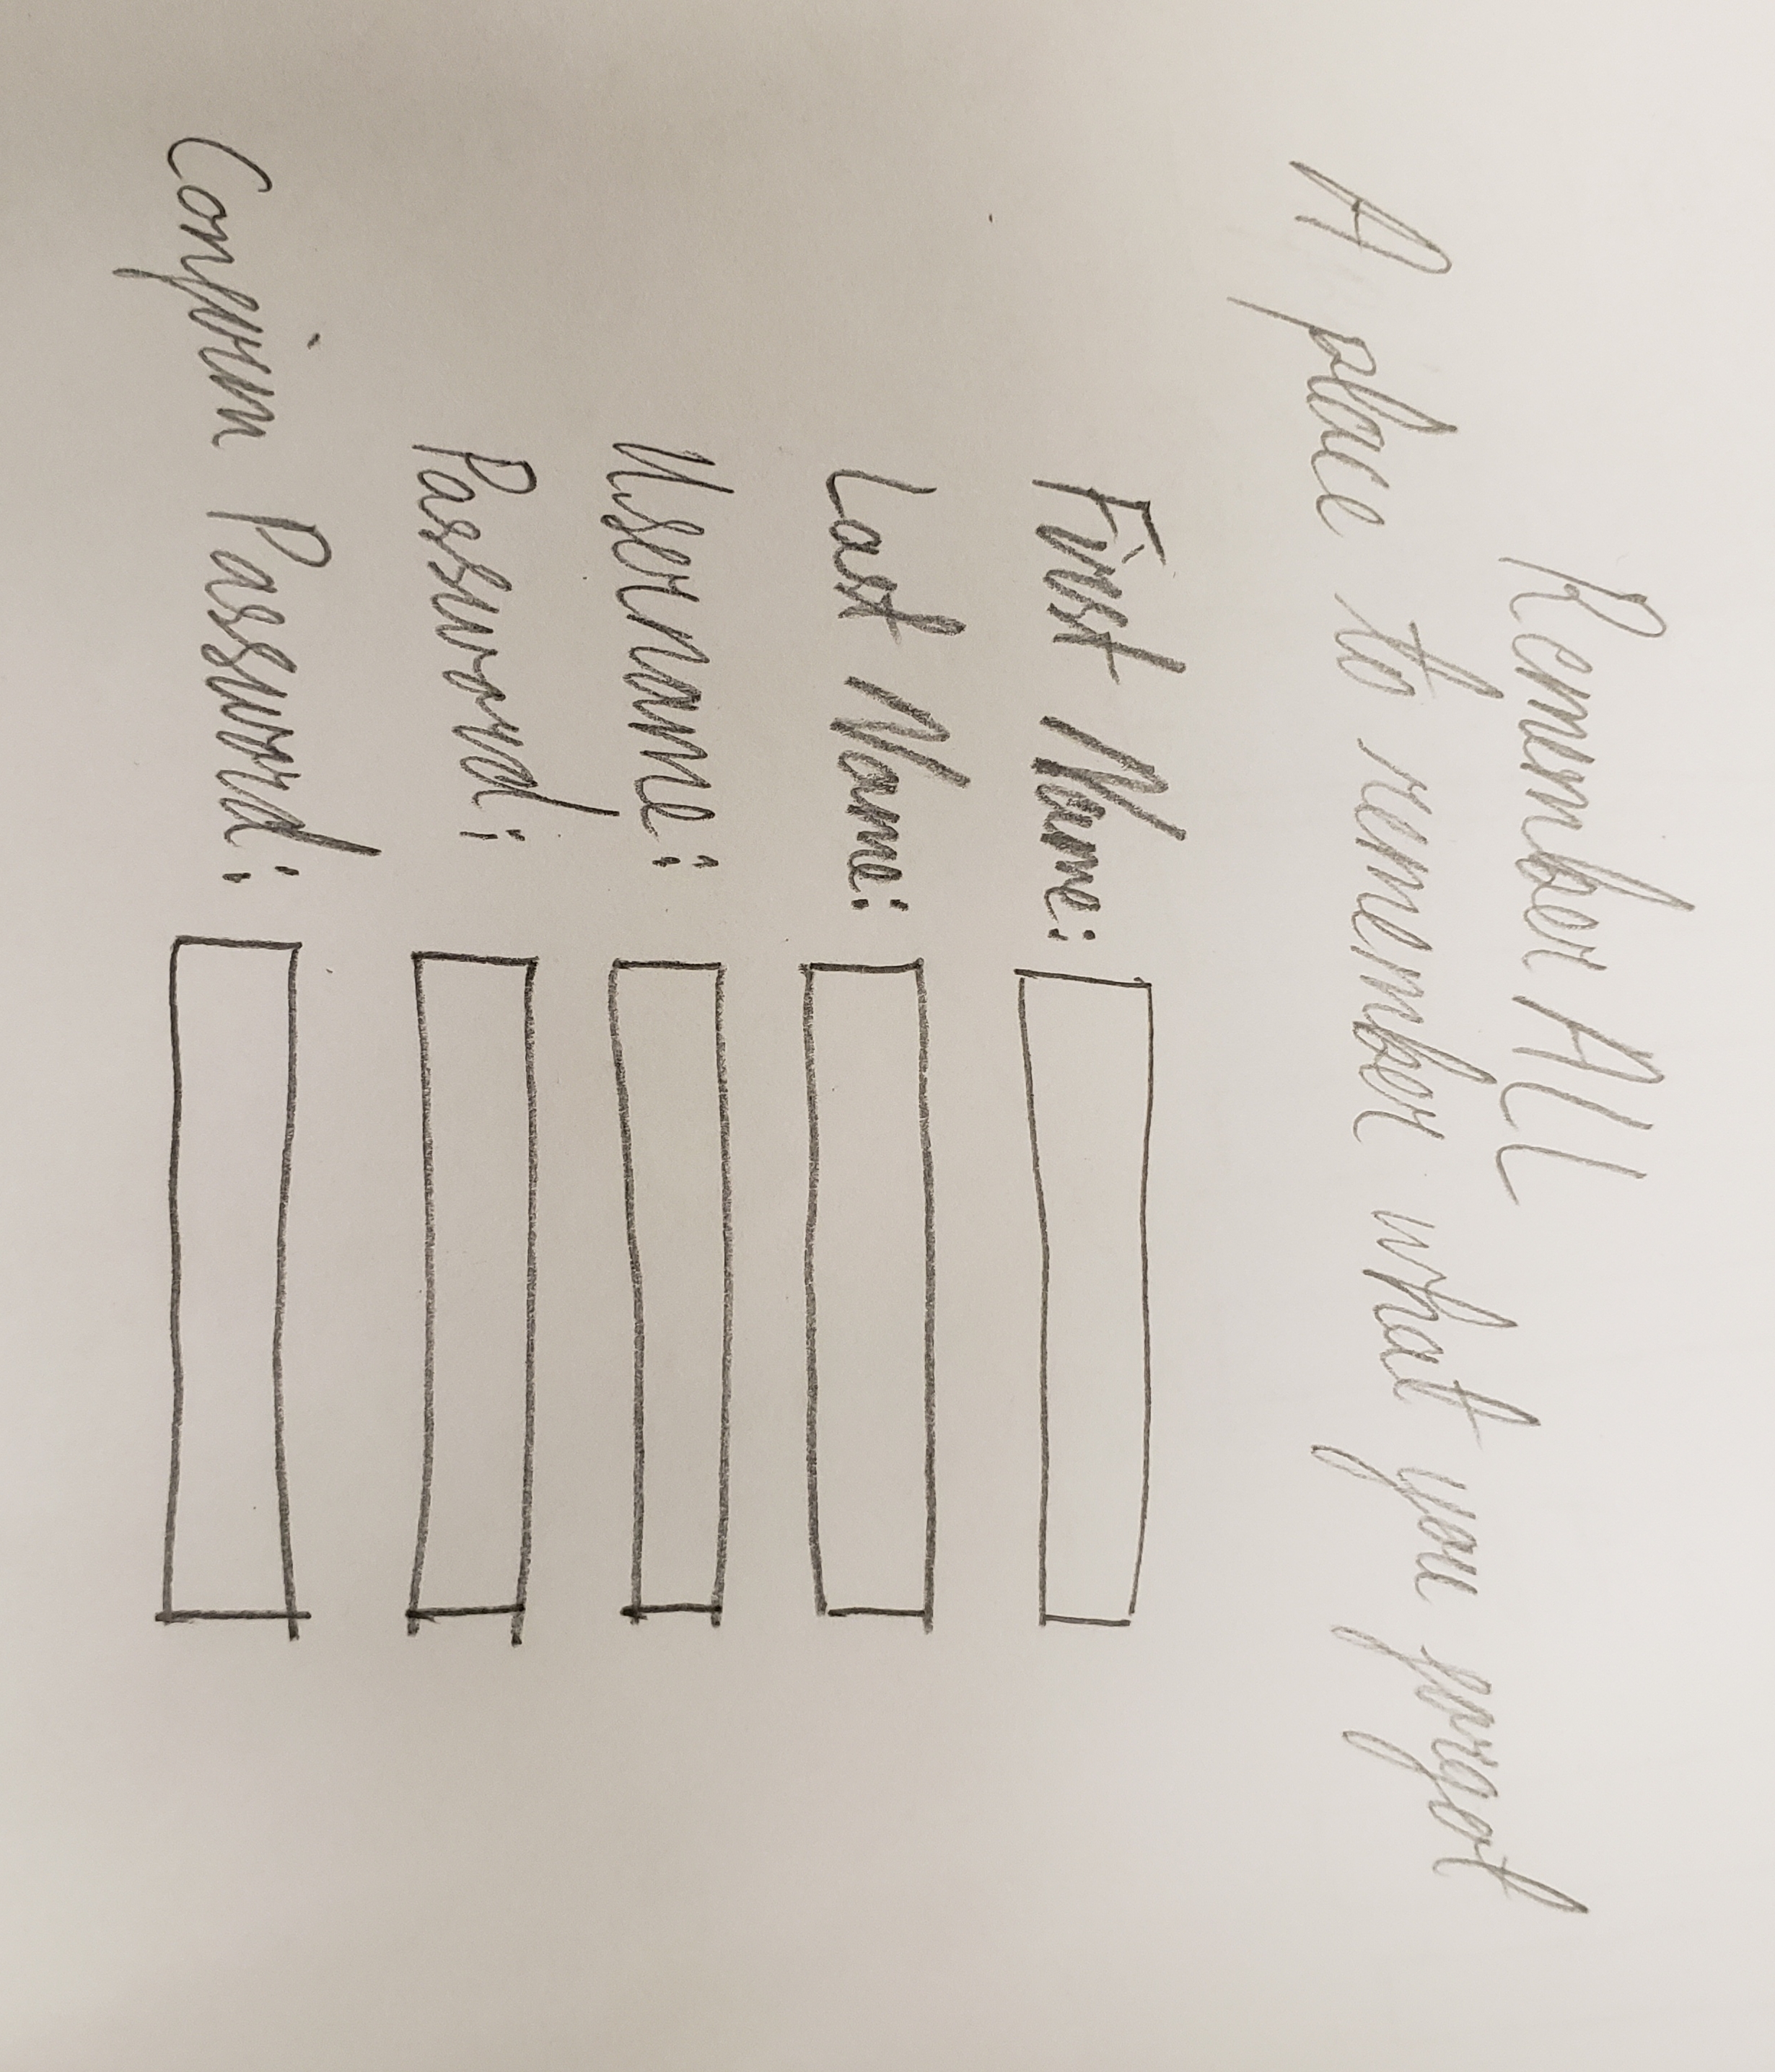 Remember ALL
A place to remember what you forgot
First Name:
Last Name:
Username:
Password:
Confirm Password: